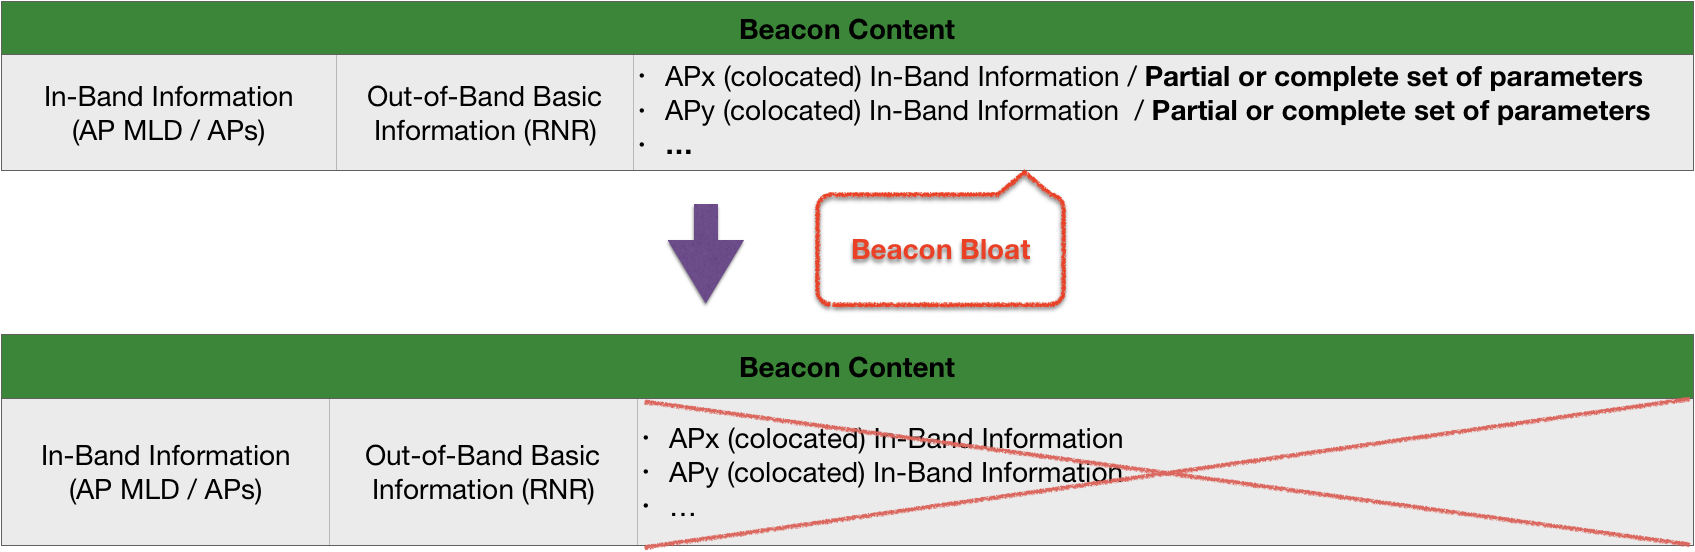 Beacon Content
In-Band Information
(AP MLD / APs)
Out-of-Band Basic
Information (RNR)
· APx (colocated) In-Band Information / Partial or complete set of parameters
· APy (colocated) In-Band Information / Partial or complete set of parameters
· ...
Beacon Bloat
Beacon Content
In-Band Information
(AP MLD / APs)
Out-of-Band Basic
Information (RNR)
· APx (colocated) In-Band Information
· APy (colocated) In-Band Information
· ...